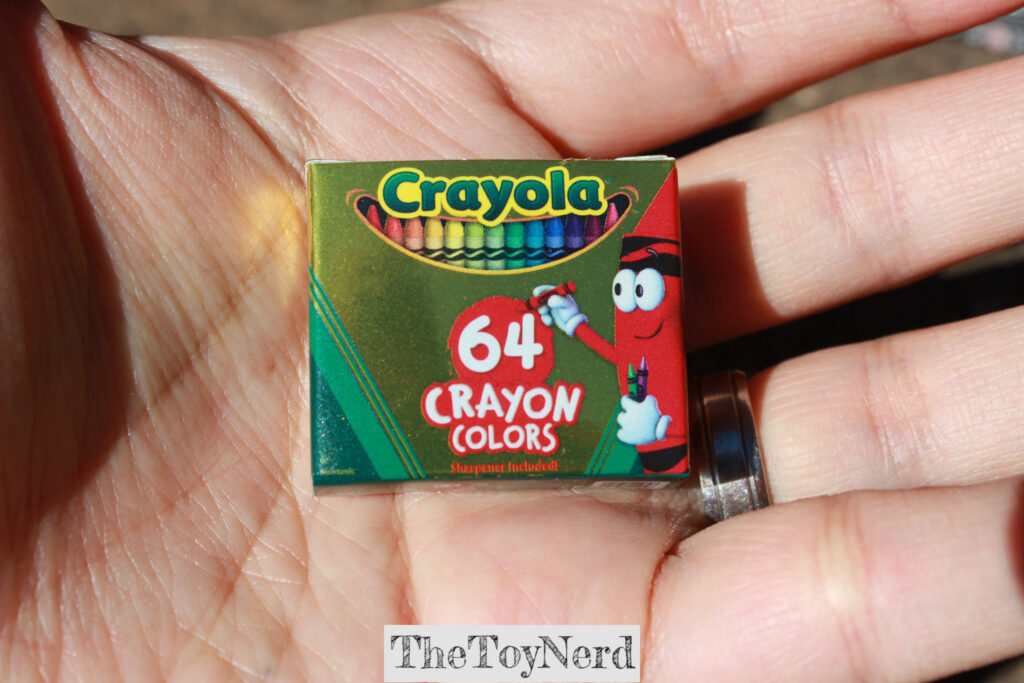 Crayola
64
CRAYON
COLORS
Sharpener Included!
TheToyNerd